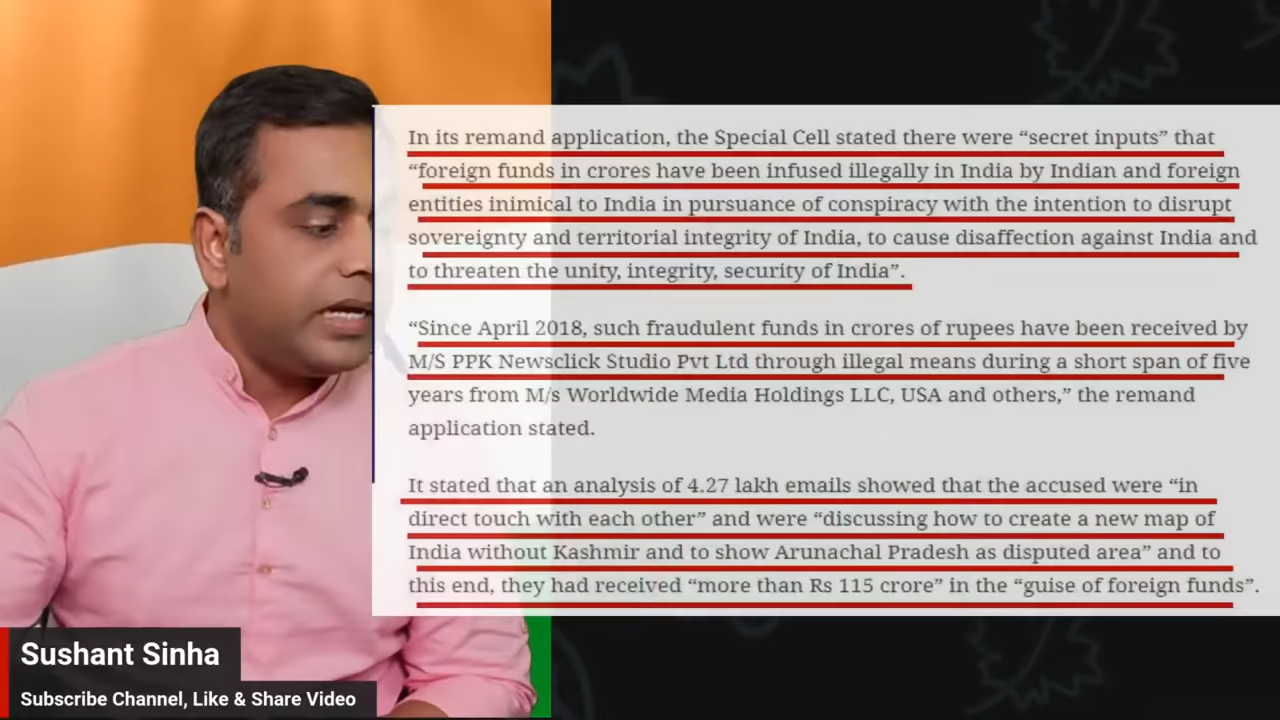 In its remand application, the Special Cell stated there were “secret inputs” that
“foreign funds in crores have been infused illegally in India by Indian and foreign
entities inimical to India in pursuance of conspiracy with the intention to disrupt
sovereignty and territorial integrity of India, to cause disaffection against India and
to threaten the unity, integrity, security of India”.
“Since April 2018, such fraudulent funds in crores of rupees have been received by
M/S PPK Newsclick Studio Pvt Ltd through illegal means during a short span of five
years from M/s Worldwide Media Holdings LLC, USA and others,” the remand
application stated.
It stated that an analysis of 4.27 lakh emails showed that the accused were “in
direct touch with each other” and were “discussing how to create a new map of
India without Kashmir and to show Arunachal Pradesh as disputed area” and to
this end, they had received “more than Rs 115 crore” in the “guise of foreign funds”.
Sushant Sinha
Subscribe Channel, Like & Share Video